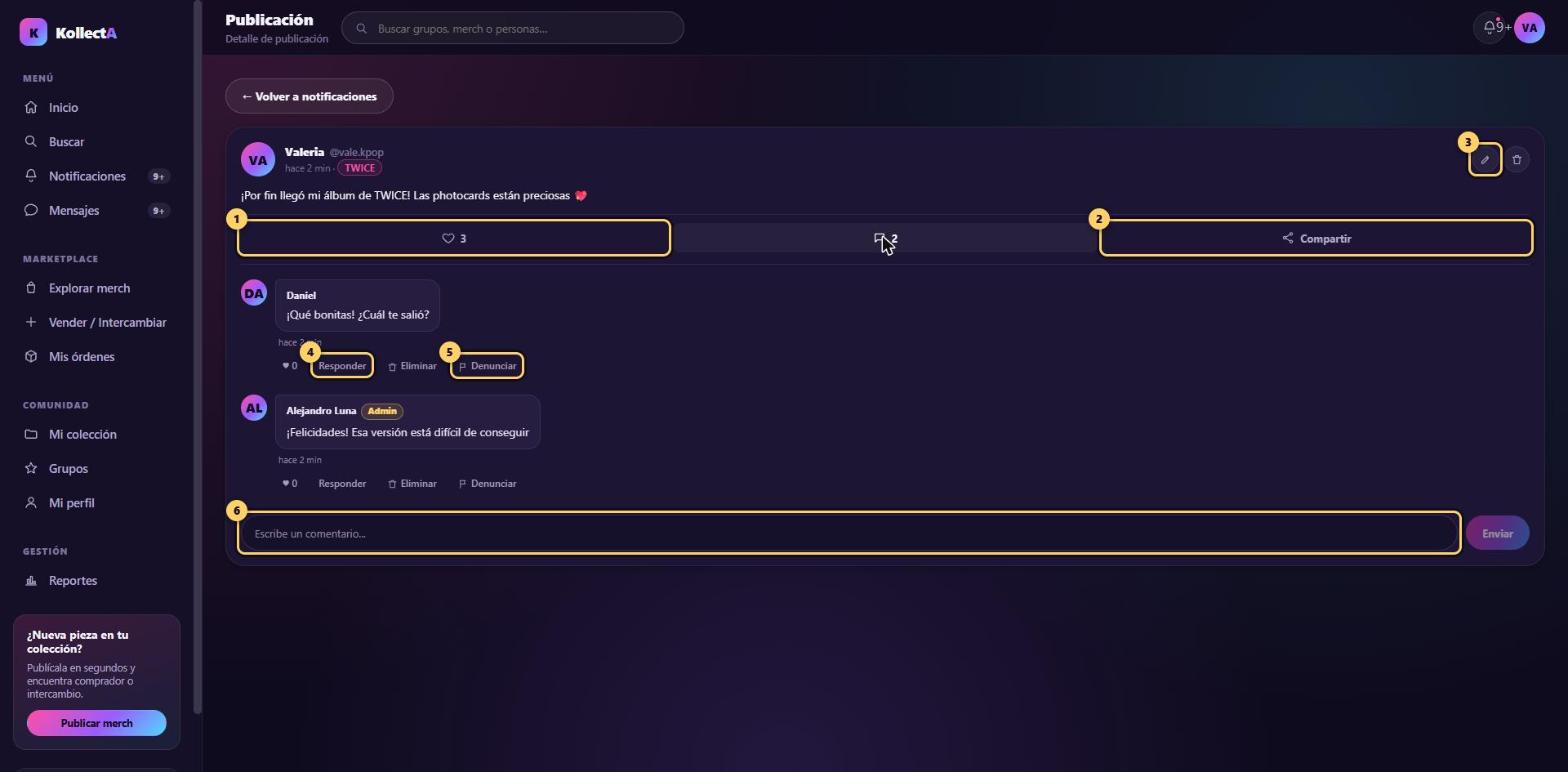 K KollectA
MENÚ
Inicio
Buscar
Notificaciones 9+
Mensajes 9+
MARKETPLACE
Explorar merch
Vender / Intercambiar
Mis órdenes
COMUNIDAD
Mi colección
Grupos
Mi perfil
GESTIÓN
Reportes
¿Nueva pieza en tu
colección?
Publícala en segundos y
encuentra comprador o
intercambio.
Publicar merch
Publicación
Detalle de publicación
Buscar grupos, merch o personas...
9+ VA
← Volver a notificaciones
VA Valeria @vale.kpop
hace 2 min · TWICE
3
¡Por fin llegó mi álbum de TWICE! Las photocards están preciosas 💖
1 2
3 2 Compartir
DA Daniel
¡Qué bonitas! ¿Cuál te salió?
hace 2 min
4 5
♥ 0 Responder Eliminar Denunciar
AL Alejandro Luna Admin
¡Felicidades! Esa versión está difícil de conseguir
hace 2 min
♥ 0 Responder Eliminar Denunciar
6
Escribe un comentario... Enviar